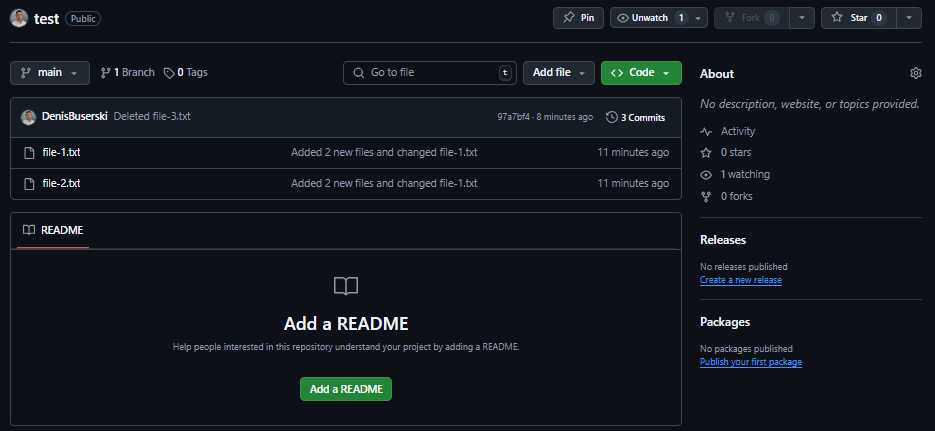 test Public Pin Unwatch 1 Fork 0 Star 0
main 1 Branch 0 Tags Go to file t Add file Code
DenisBuserski Deleted file-3.txt 97a7bf4 · 8 minutes ago 3 Commits
file-1.txt Added 2 new files and changed file-1.txt 11 minutes ago
file-2.txt Added 2 new files and changed file-1.txt 11 minutes ago
README
Add a README
Help people interested in this repository understand your project by adding a README.
Add a README
About
No description, website, or topics provided.
Activity
0 stars
1 watching
0 forks
Releases
No releases published
Create a new release
Packages
No packages published
Publish your first package